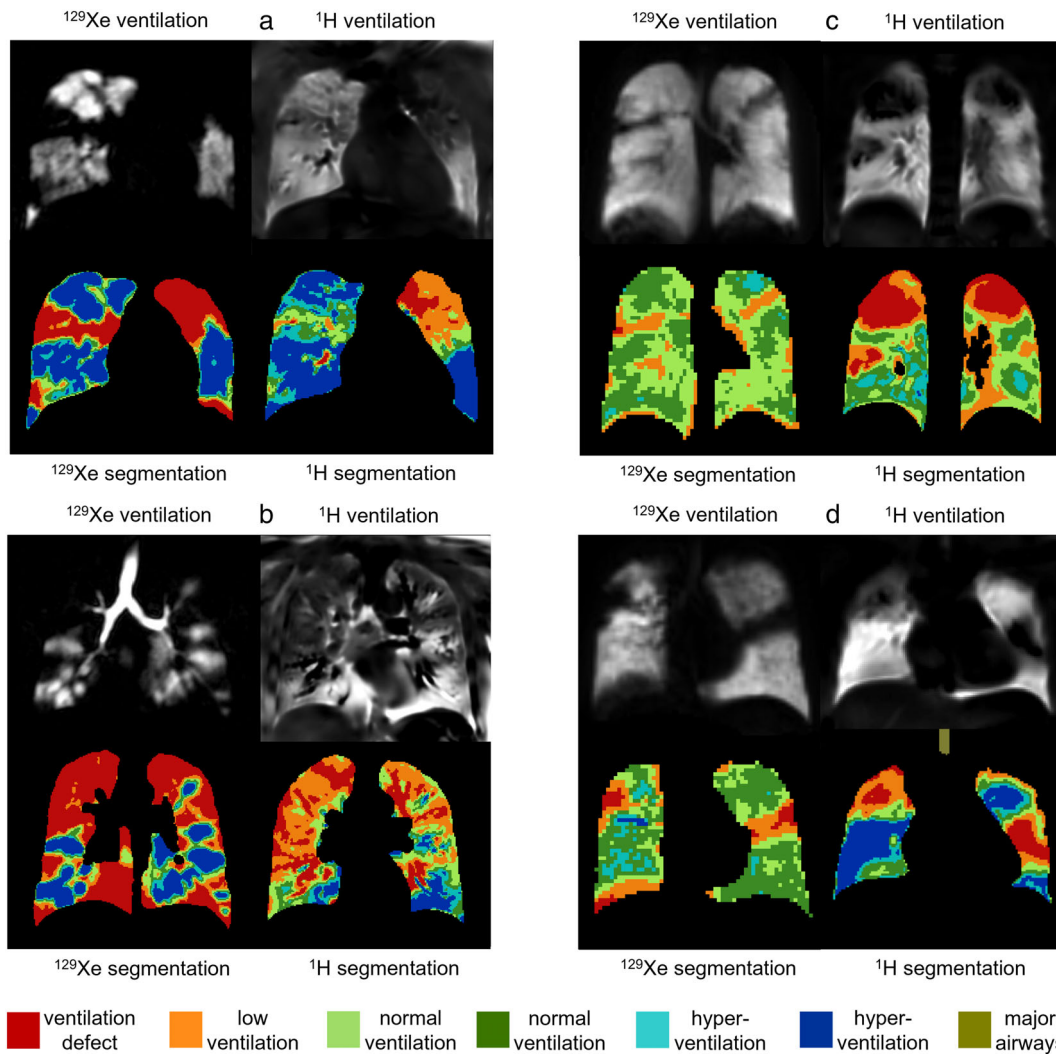 ¹²⁹Xe ventilation a ¹H ventilation
¹²⁹Xe ventilation c ¹H ventilation
¹²⁹Xe segmentation ¹H segmentation
¹²⁹Xe segmentation ¹H segmentation
¹²⁹Xe ventilation b ¹H ventilation
¹²⁹Xe ventilation d ¹H ventilation
¹²⁹Xe segmentation ¹H segmentation
¹²⁹Xe segmentation ¹H segmentation
ventilation
defect
low
ventilation
normal
ventilation
normal
ventilation
hyper-
ventilation
hyper-
ventilation
major
airways